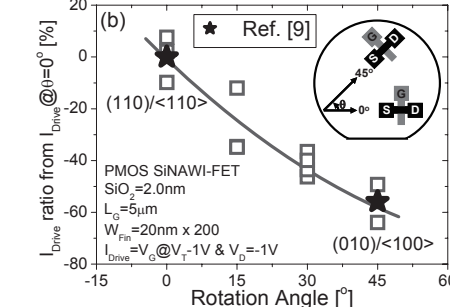 20
(b)
★ Ref. [9]
G
S
D
45°
θ
0°
G
S
D
0
-20
-40
-60
-80
I_Drive ratio from I_Drive@θ=0° [%]
(110)/<110>
PMOS SiNAWI-FET
SiO₂=2.0nm
L_G=5μm
W_Fin=20nm x 200
I_Drive=V_G@V_T-1V & V_D=-1V
(010)/<100>
-15 0 15 30 45 60
Rotation Angle [°]